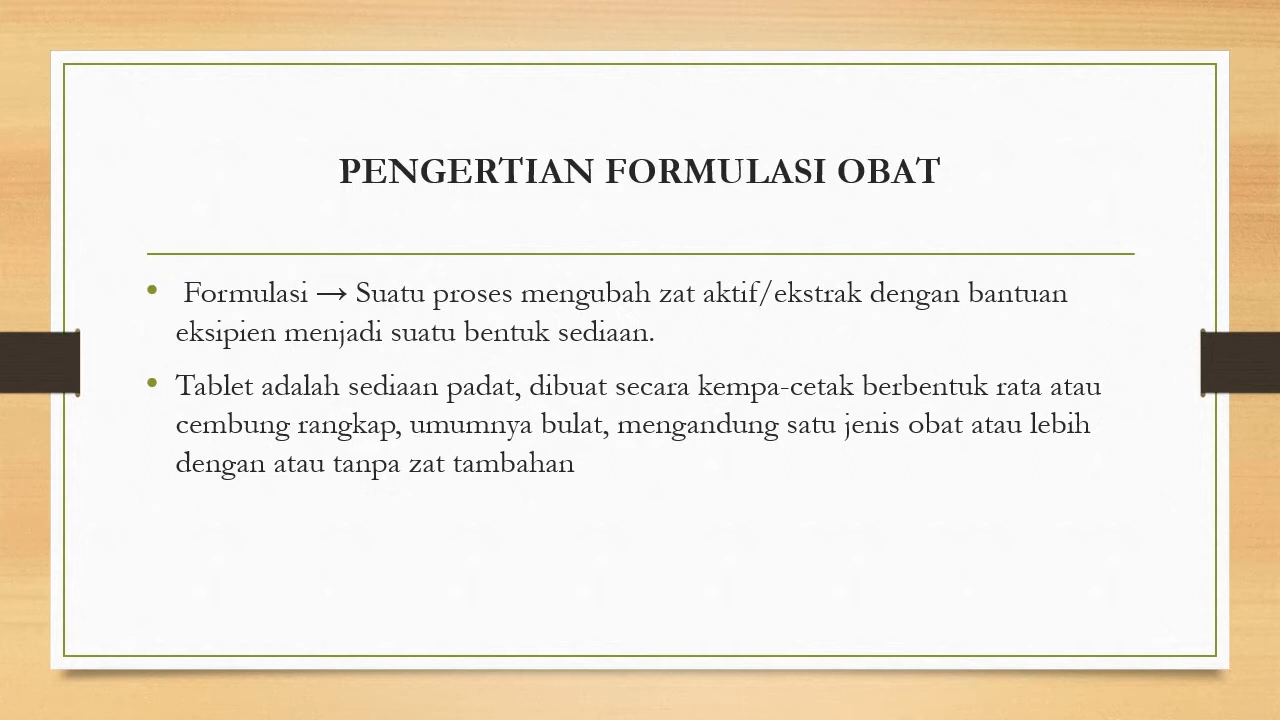 PENGERTIAN FORMULASI OBAT
• Formulasi → Suatu proses mengubah zat aktif/ekstrak dengan bantuan
eksipien menjadi suatu bentuk sediaan.
• Tablet adalah sediaan padat, dibuat secara kempa-cetak berbentuk rata atau
cembung rangkap, umumnya bulat, mengandung satu jenis obat atau lebih
dengan atau tanpa zat tambahan